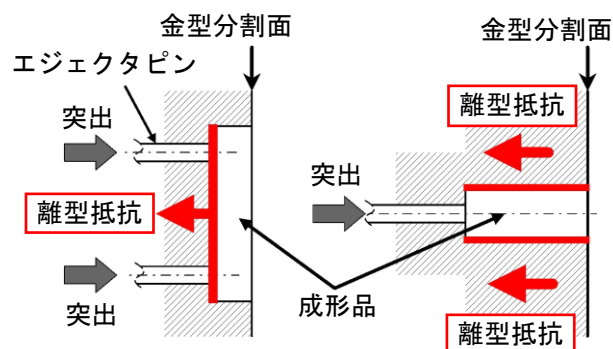 金型分割面
エジェクタピン
突出
離型抵抗
突出
成形品
金型分割面
離型抵抗
突出
離型抵抗